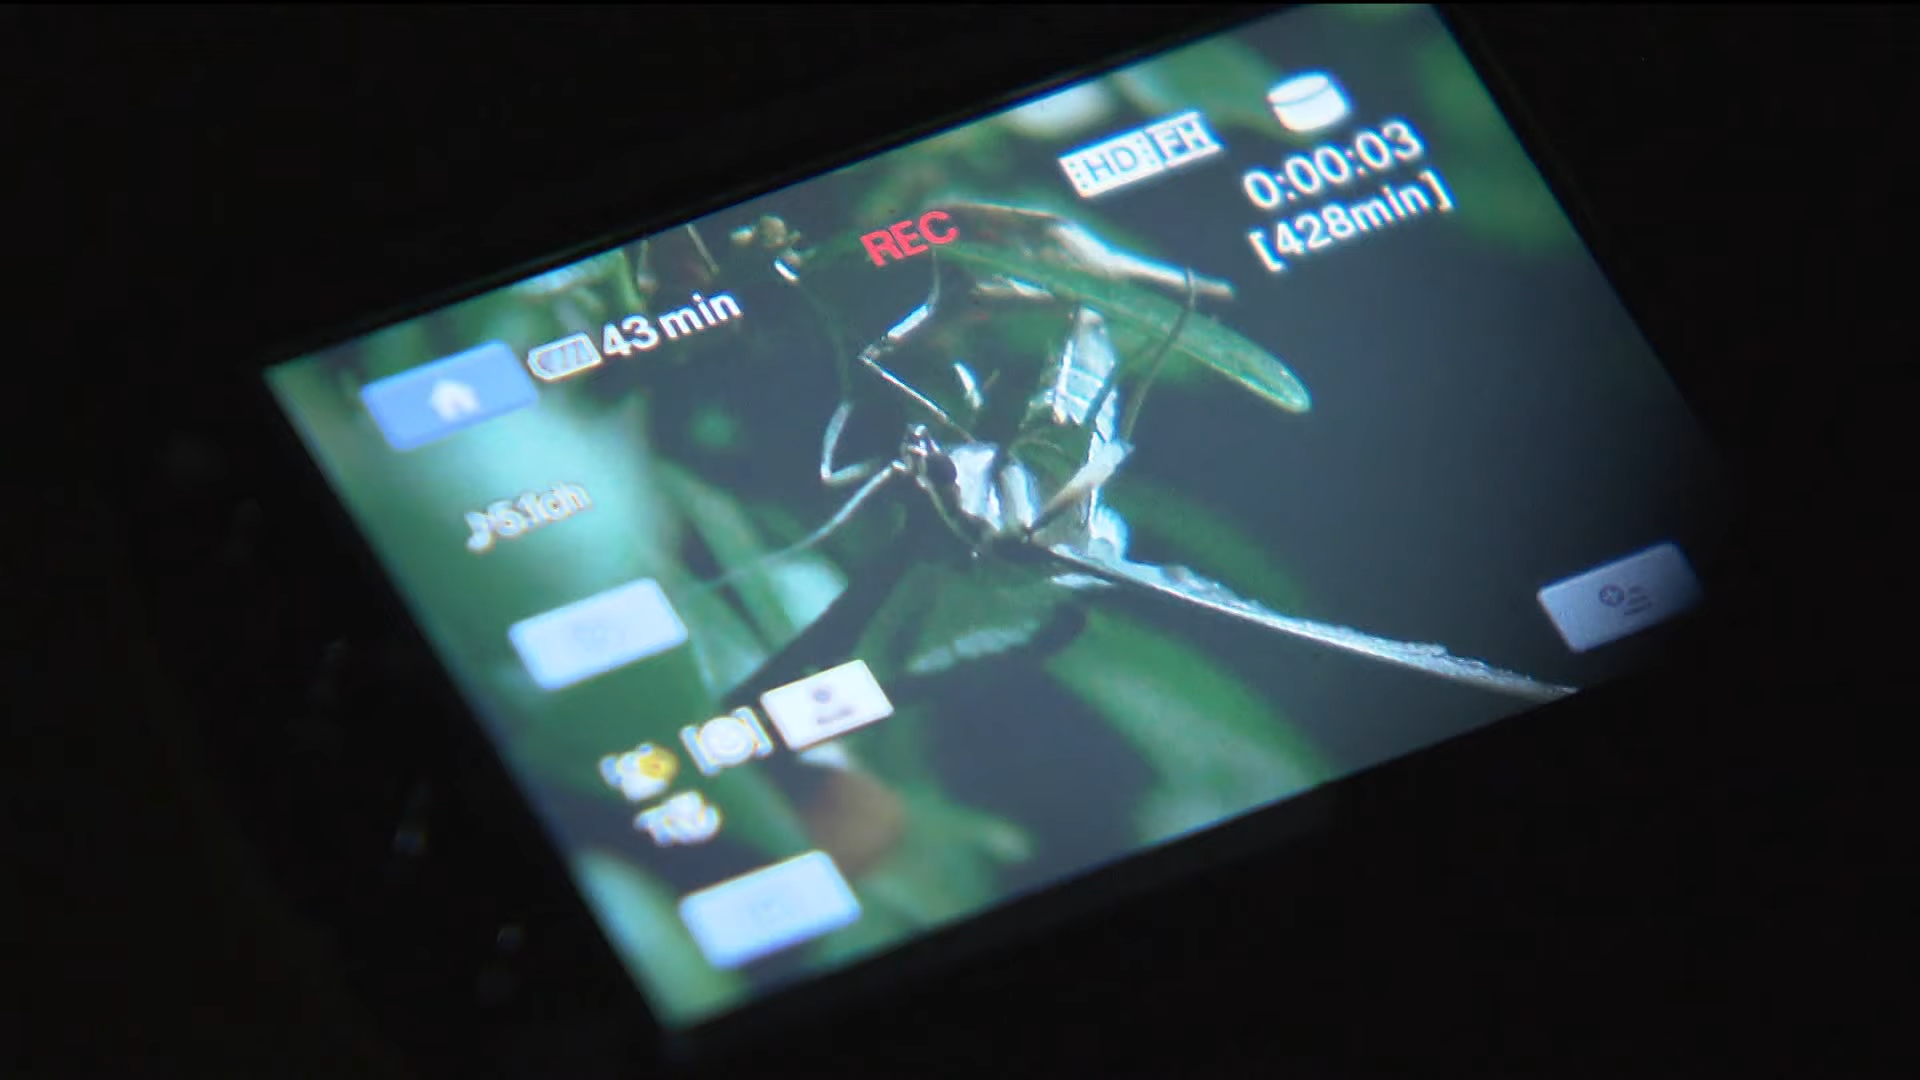 HD FH
0:00:03
[428min]
REC
43 min
♪5.1ch